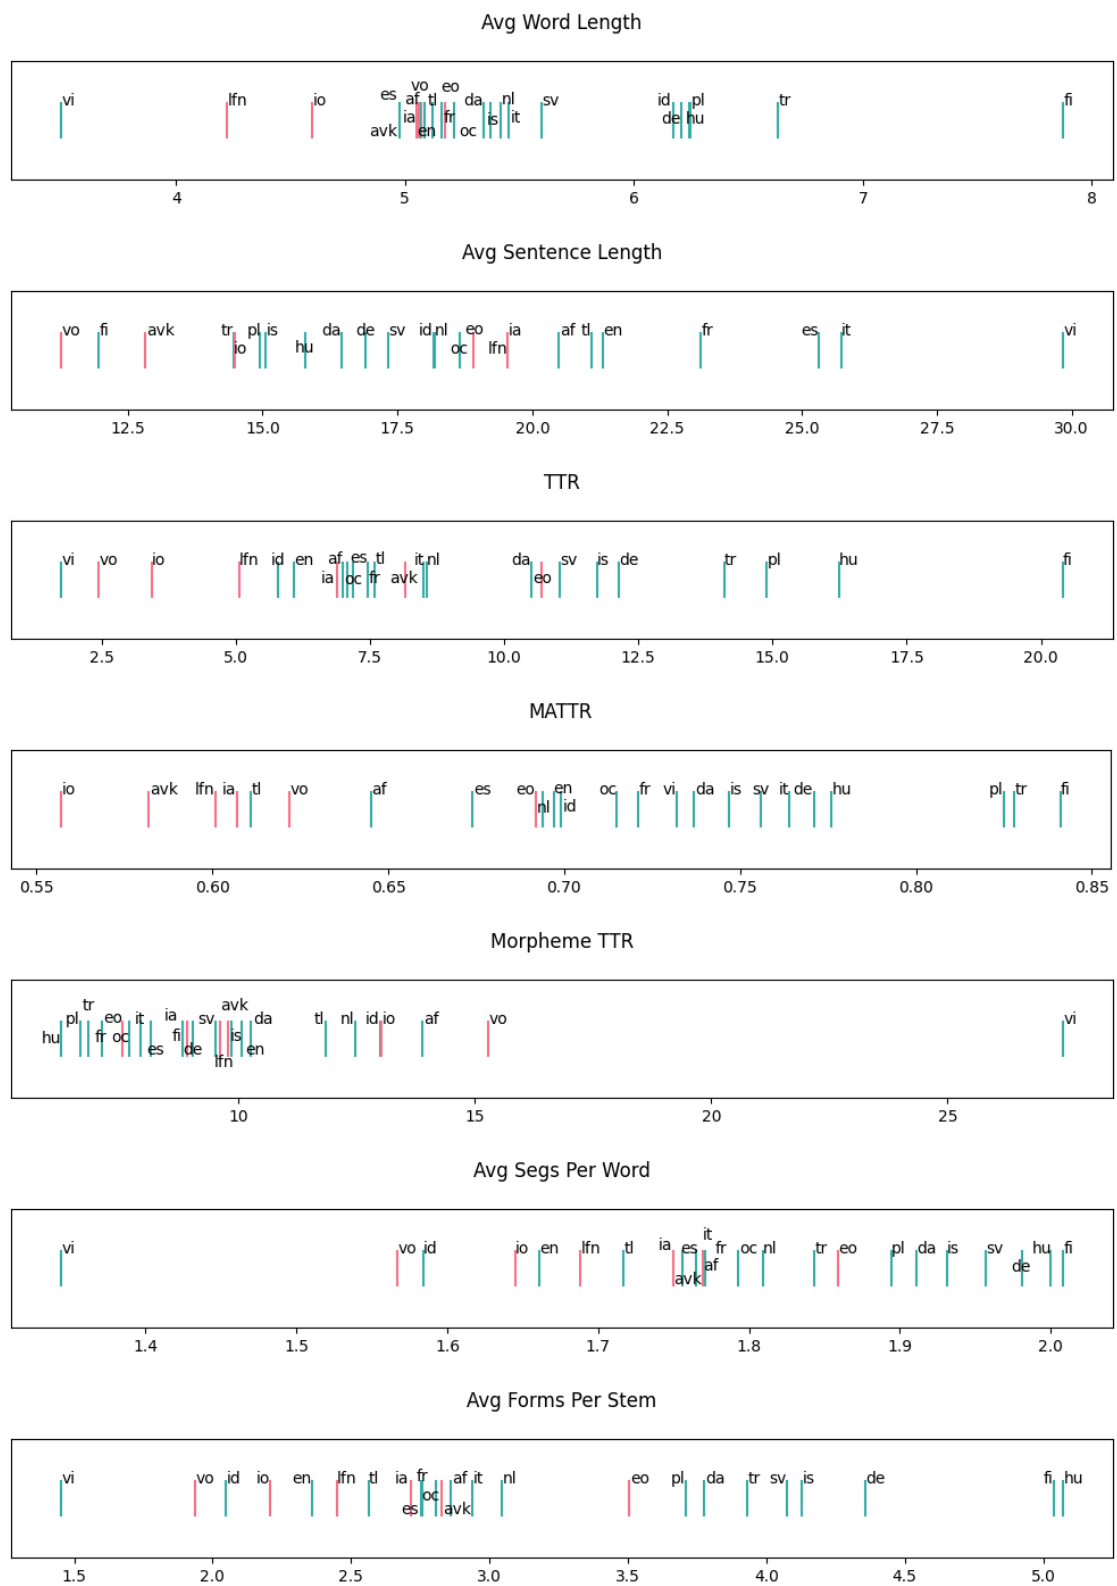 Avg Word Length
vi lfn io es af vo tl eo da nl sv id pl tr fi
avk ia en fr oc is it de hu
4 5 6 7 8
Avg Sentence Length
vo fi avk tr pl is da de sv id nl eo ia af tl en fr es it vi
io hu oc lfn
12.5 15.0 17.5 20.0 22.5 25.0 27.5 30.0
TTR
vi vo io lfn id en af es tl it nl da sv is de tr pl hu fi
ia oc fr avk eo
2.5 5.0 7.5 10.0 12.5 15.0 17.5 20.0
MATTR
io avk lfn ia tl vo af es eo en oc fr vi da is sv it de hu pl tr fi
nl id
0.55 0.60 0.65 0.70 0.75 0.80 0.85
Morpheme TTR
tr avk
pl eo it ia sv da tl nl id io af vo vi
hu fr oc fi is
es de en
lfn
10 15 20 25
Avg Segs Per Word
it
vi vo id io en lfn tl ia es fr oc nl tr eo pl da is sv hu fi
avk af de
1.4 1.5 1.6 1.7 1.8 1.9 2.0
Avg Forms Per Stem
vi vo id io en lfn tl ia fr af it nl eo pl da tr sv is de fi hu
oc
es avk
1.5 2.0 2.5 3.0 3.5 4.0 4.5 5.0